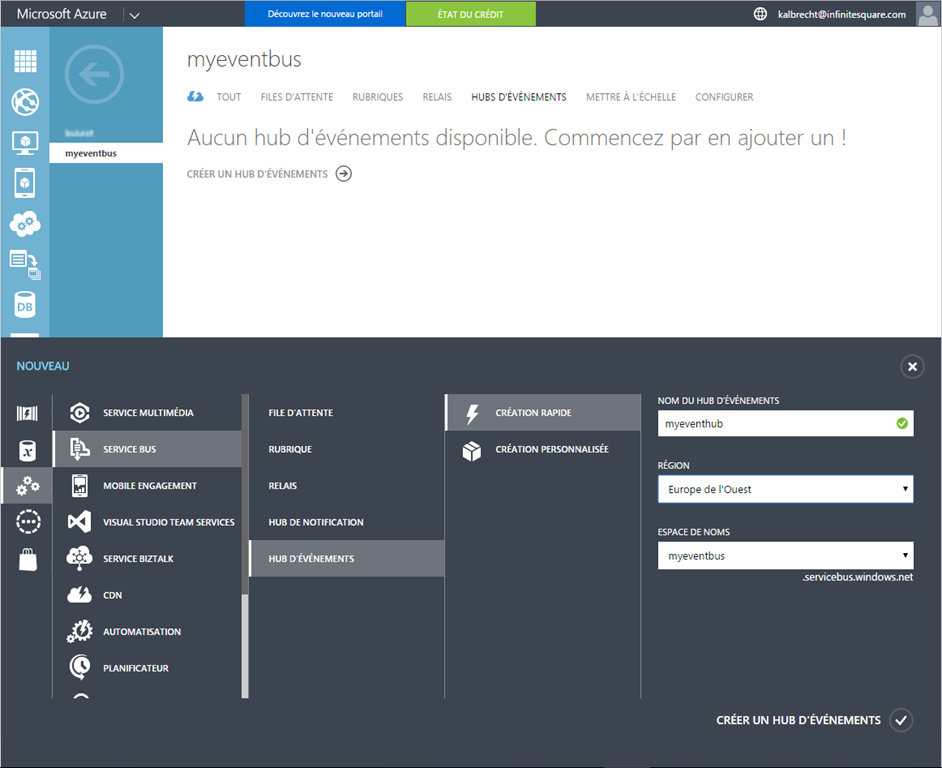 Microsoft Azure
Découvrez le nouveau portail
ÉTAT DU CRÉDIT
kalbrecht@infinitesquare.com
myeventbus
myeventbus
TOUT FILES D'ATTENTE RUBRIQUES RELAIS HUBS D'ÉVÉNEMENTS METTRE À L'ÉCHELLE CONFIGURER
Aucun hub d'événements disponible. Commencez par en ajouter un !
CRÉER UN HUB D'ÉVÉNEMENTS
DB
NOUVEAU
SERVICE MULTIMÉDIA
SERVICE BUS
MOBILE ENGAGEMENT
VISUAL STUDIO TEAM SERVICES
SERVICE BIZTALK
CDN
AUTOMATISATION
PLANIFICATEUR
FILE D'ATTENTE
RUBRIQUE
RELAIS
HUB DE NOTIFICATION
HUB D'ÉVÉNEMENTS
CRÉATION RAPIDE
CRÉATION PERSONNALISÉE
NOM DU HUB D'ÉVÉNEMENTS
myeventhub
RÉGION
Europe de l'Ouest
ESPACE DE NOMS
myeventbus
.servicebus.windows.net
CRÉER UN HUB D'ÉVÉNEMENTS